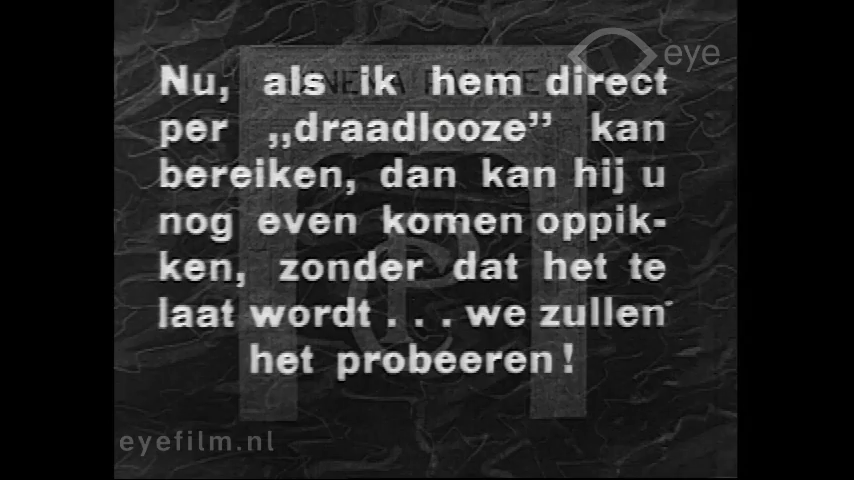 eye
Nu, als ik hem direct
per „draadlooze” kan
bereiken, dan kan hij u
nog even komen oppik-
ken, zonder dat het te
laat wordt . . . we zullen
het probeeren!
eyefilm.nl